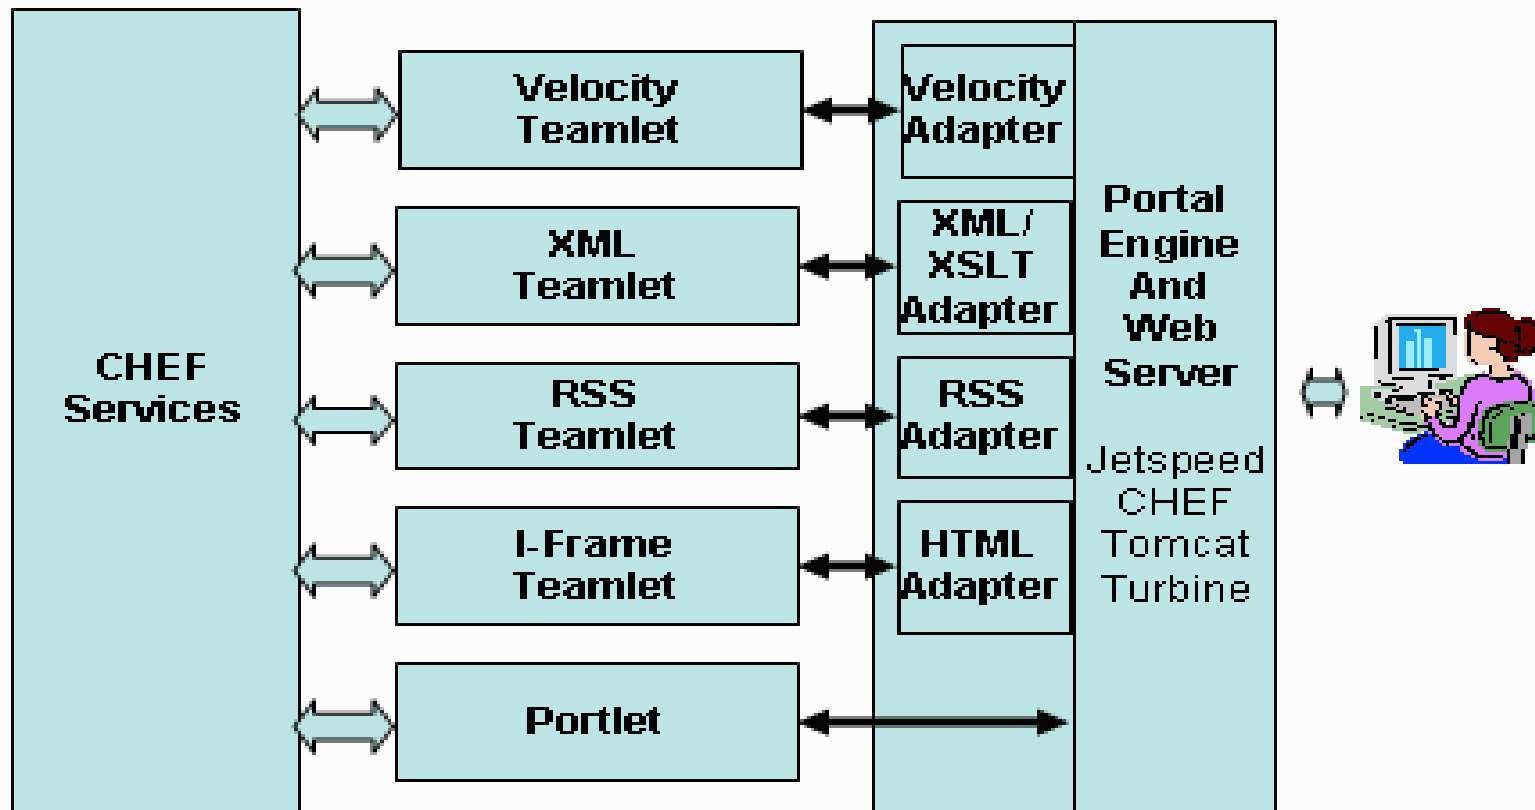 CHEF
Services
Velocity
Teamlet
XML
Teamlet
RSS
Teamlet
I-Frame
Teamlet
Portlet
Velocity
Adapter
XML/
XSLT
Adapter
RSS
Adapter
HTML
Adapter
Portal
Engine
And
Web
Server
Jetspeed
CHEF
Tomcat
Turbine